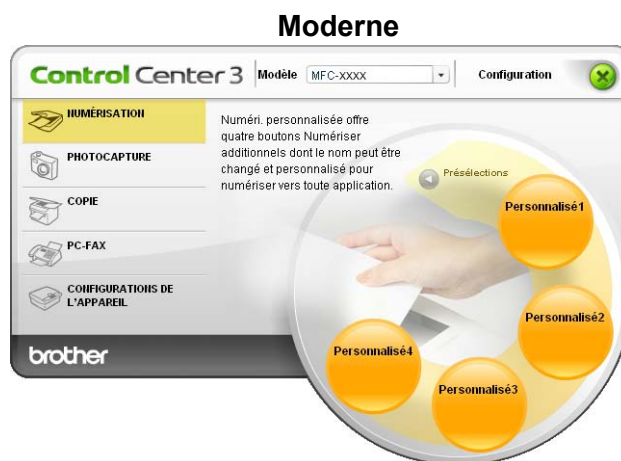 Moderne
Control Center 3 Modèle MFC-XXXX Configuration
NUMÉRISATION
PHOTOCAPTURE
COPIE
PC-FAX
CONFIGURATIONS DE
L'APPAREIL
Numéri. personnalisée offre
quatre boutons Numériser
additionnels dont le nom peut être
changé et personnalisé pour
numériser vers toute application.
Présélections
Personnalisé1
Personnalisé2
Personnalisé3
Personnalisé4
brother